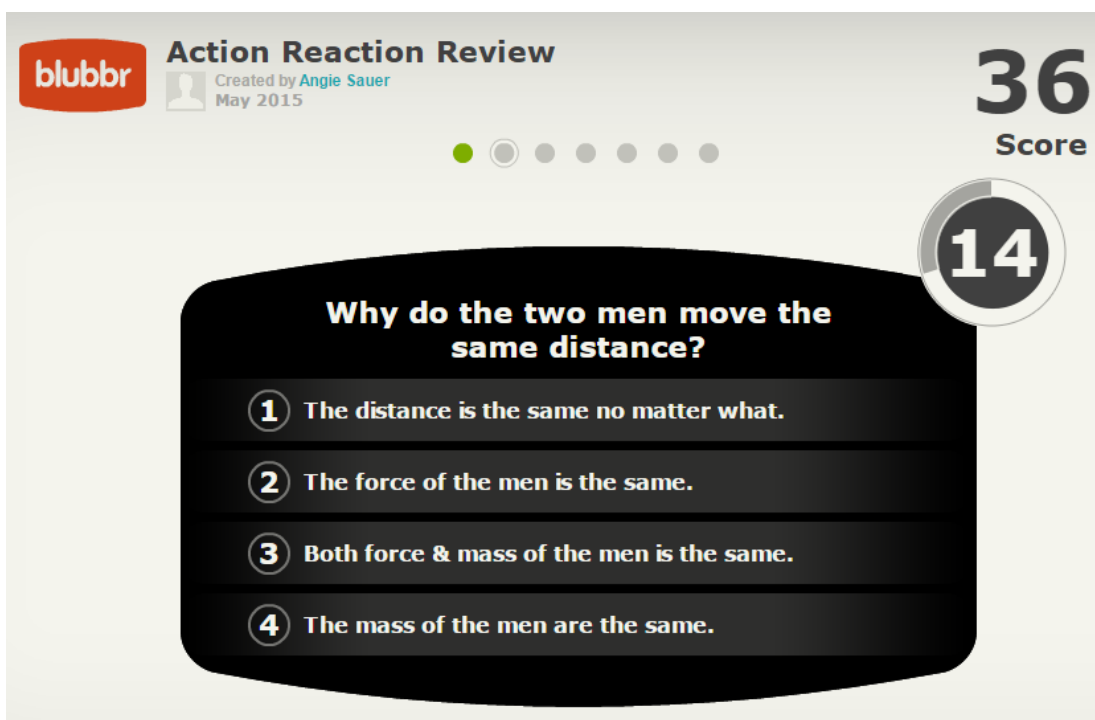 blubbr
Action Reaction Review
Created by Angie Sauer
May 2015
36
Score
14
Why do the two men move the
same distance?
1 The distance is the same no matter what.
2 The force of the men is the same.
3 Both force & mass of the men is the same.
4 The mass of the men are the same.